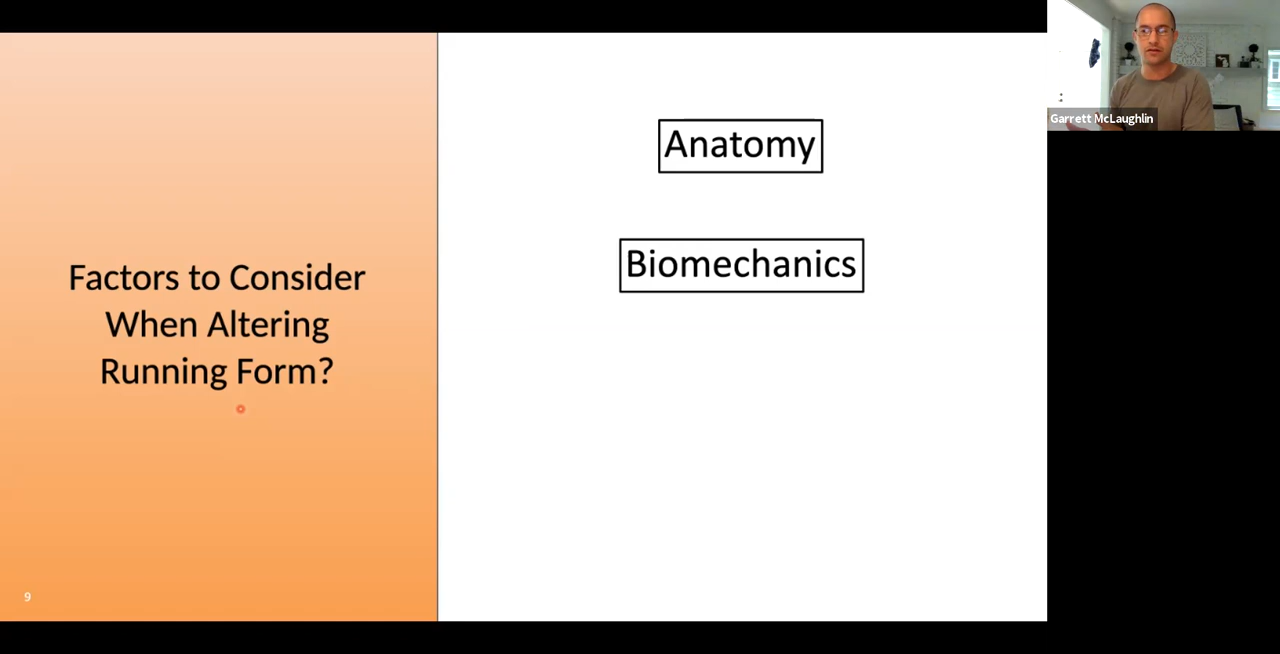 Factors to Consider
When Altering
Running Form?
9
Anatomy
Biomechanics
Garrett McLaughlin